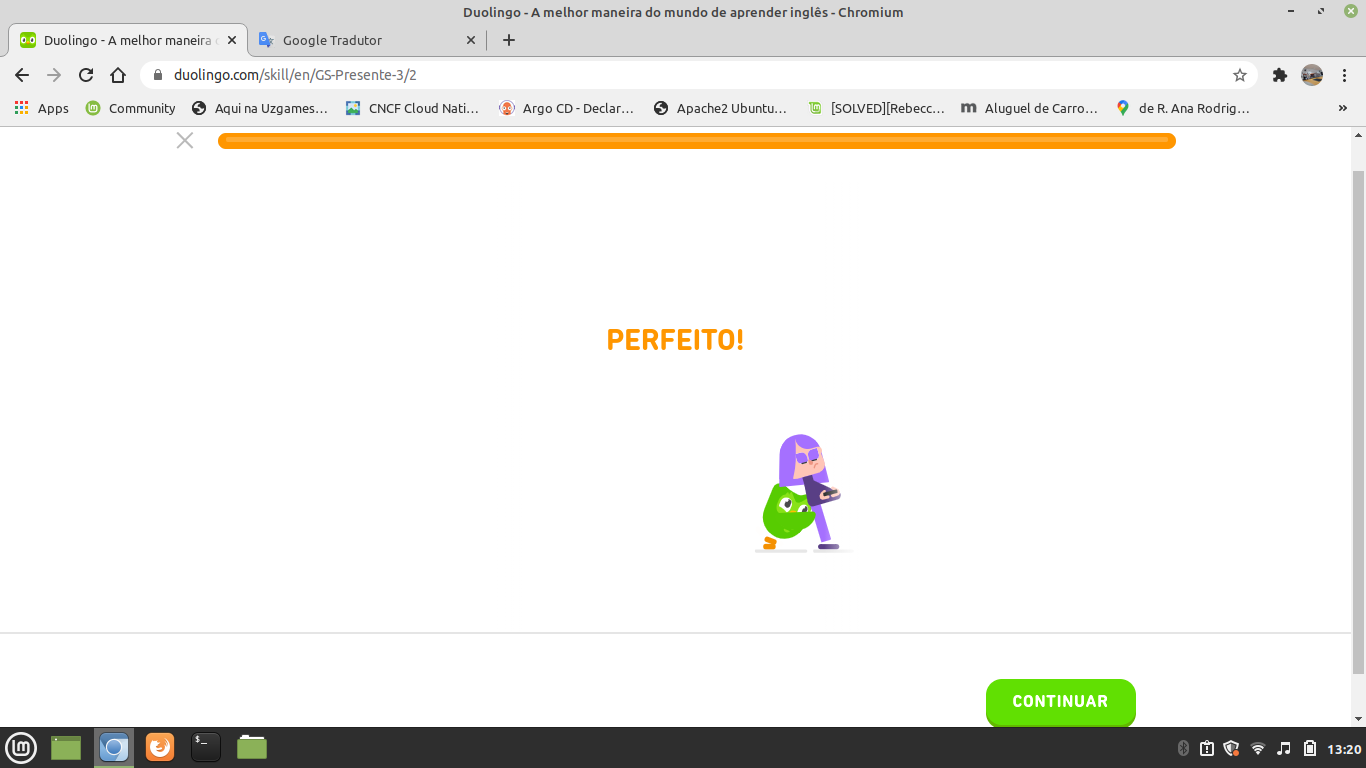 Duolingo - A melhor maneira do mundo de aprender inglês - Chromium
Duolingo - A melhor maneira
Google Tradutor
duolingo.com/skill/en/GS-Presente-3/2
Apps
Community
Aqui na Uzgames…
CNCF Cloud Nati…
Argo CD - Declar…
Apache2 Ubuntu…
[SOLVED][Rebecc…
Aluguel de Carro…
de R. Ana Rodrig…
»
PERFEITO!
CONTINUAR
13:20